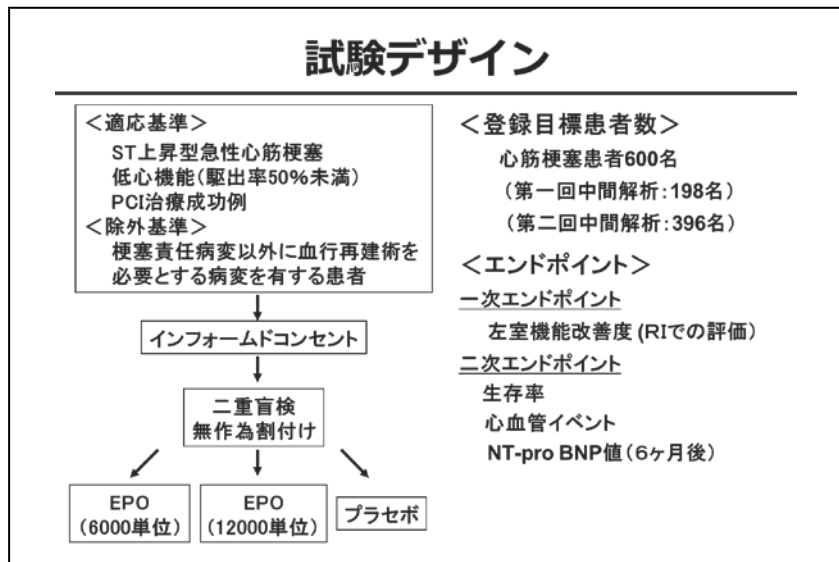 試験デザイン
＜適応基準＞
ST上昇型急性心筋梗塞
低心機能（駆出率50%未満）
PCI治療成功例
＜除外基準＞
梗塞責任病変以外に血行再建術を
必要とする病変を有する患者
インフォームドコンセント
二重盲検
無作為割付け
EPO
（6000単位）
EPO
（12000単位）
プラセボ
＜登録目標患者数＞
心筋梗塞患者600名
（第一回中間解析：198名）
（第二回中間解析：396名）
＜エンドポイント＞
一次エンドポイント
左室機能改善度 (RIでの評価）
二次エンドポイント
生存率
心血管イベント
NT-pro BNP値（６ヶ月後）